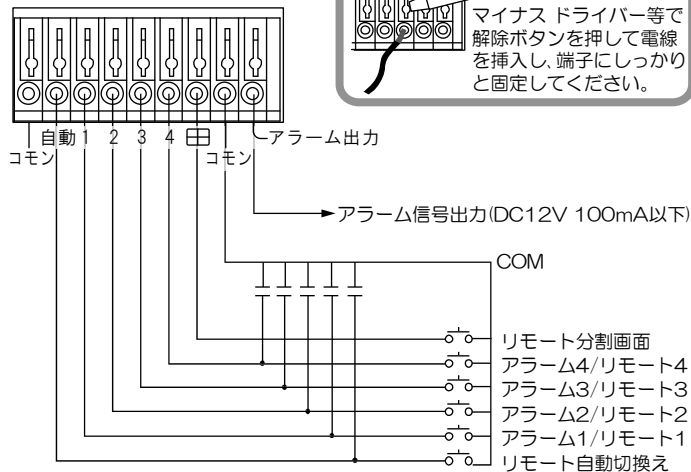 マイナス ドライバー等で
解除ボタンを押して電線
を挿入し､端子にしっかり
と固定してください。
自動 1 2 3 4 田 アラーム出力
コモン コモン
アラーム信号出力(DC12V 100mA以下)
COM
リモート分割画面
アラーム4/リモート4
アラーム3/リモート3
アラーム2/リモート2
アラーム1/リモート1
リモート自動切換え